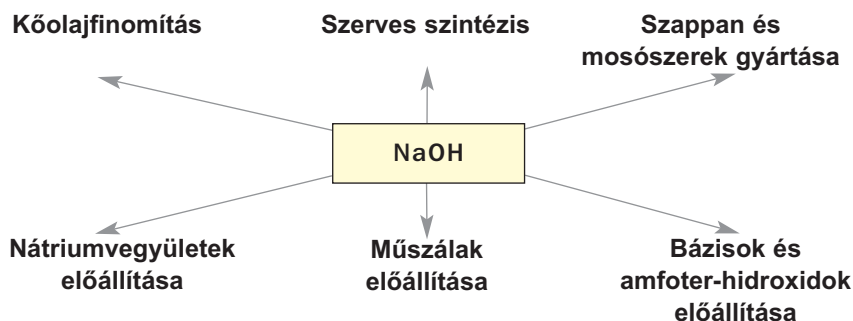 Kőolajfinomítás
Szerves szintézis
Szappan és
mosószerek gyártása
NaOH
Nátriumvegyületek
előállítása
Műszálak
előállítása
Bázisok és
amfoter-hidroxidok
előállítása